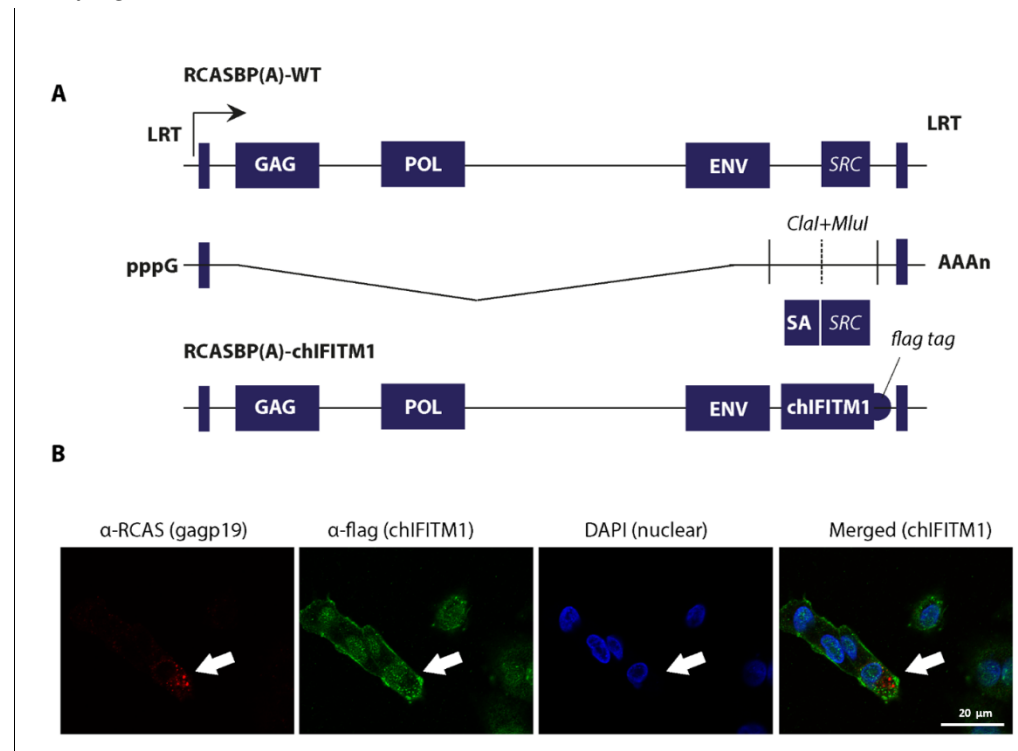 A
RCASBP(A)-WT
LRT
LRT
GAG
POL
ENV
SRC
ClaI+MluI
pppG
AAAn
SA
SRC
RCASBP(A)-chIFITM1
flag tag
GAG
POL
ENV
chIFITM1
B
α-RCAS (gagp19)
α-flag (chIFITM1)
DAPI (nuclear)
Merged (chIFITM1)
20 μm